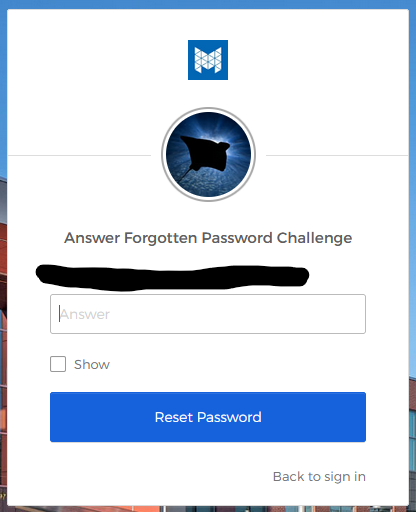 Answer Forgotten Password Challenge
Answer
Show
Reset Password
Back to sign in